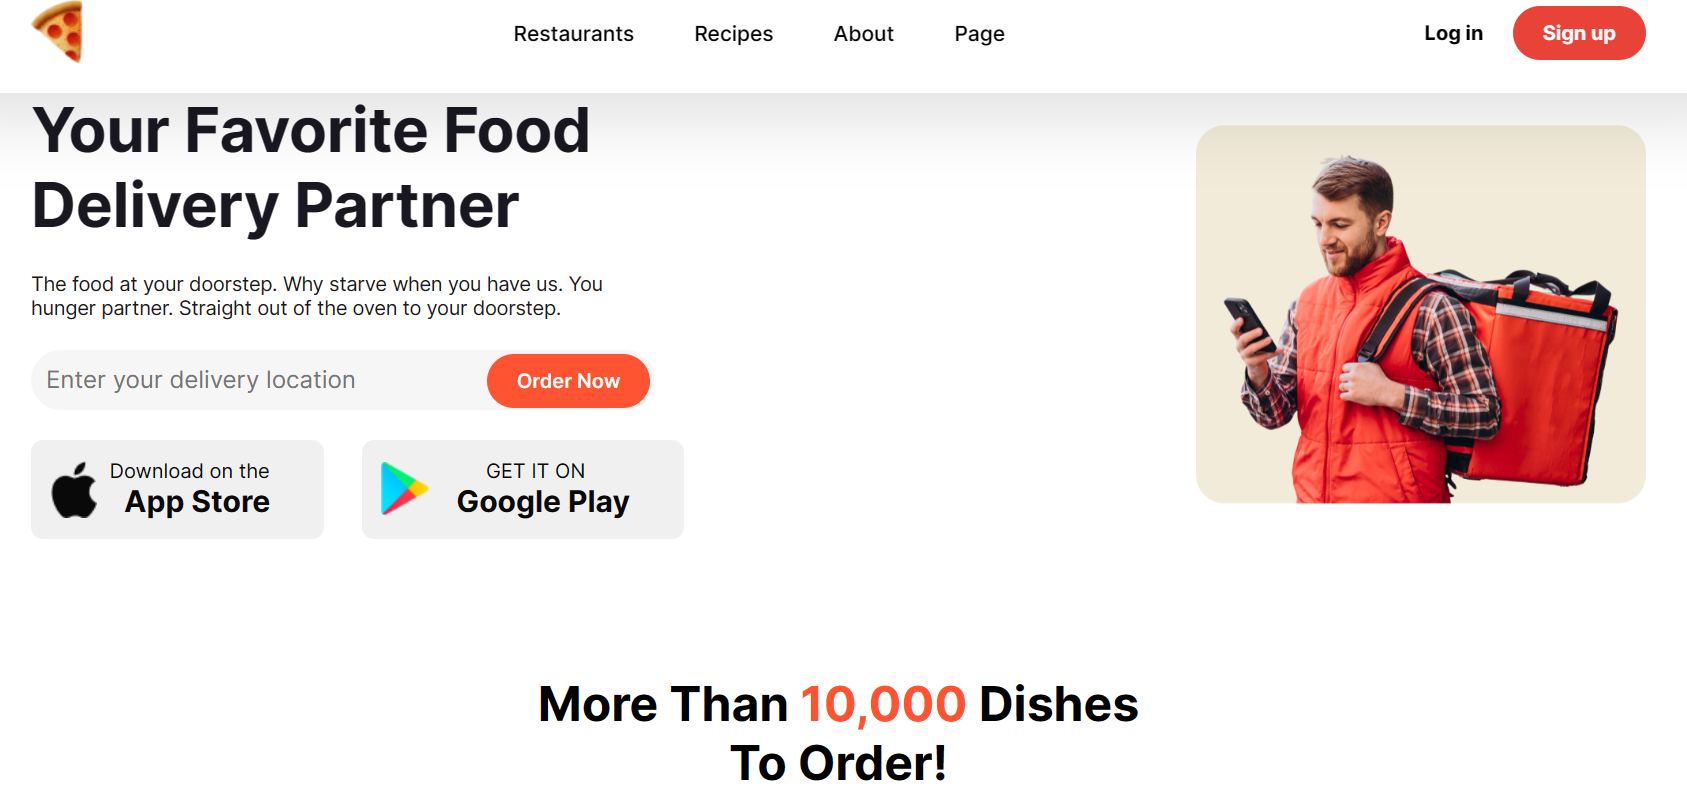 Restaurants Recipes About Page Log in Sign up
Your Favorite Food
Delivery Partner
The food at your doorstep. Why starve when you have us. You
hunger partner. Straight out of the oven to your doorstep.
Enter your delivery location Order Now
Download on the
App Store
GET IT ON
Google Play
More Than 10,000 Dishes
To Order!